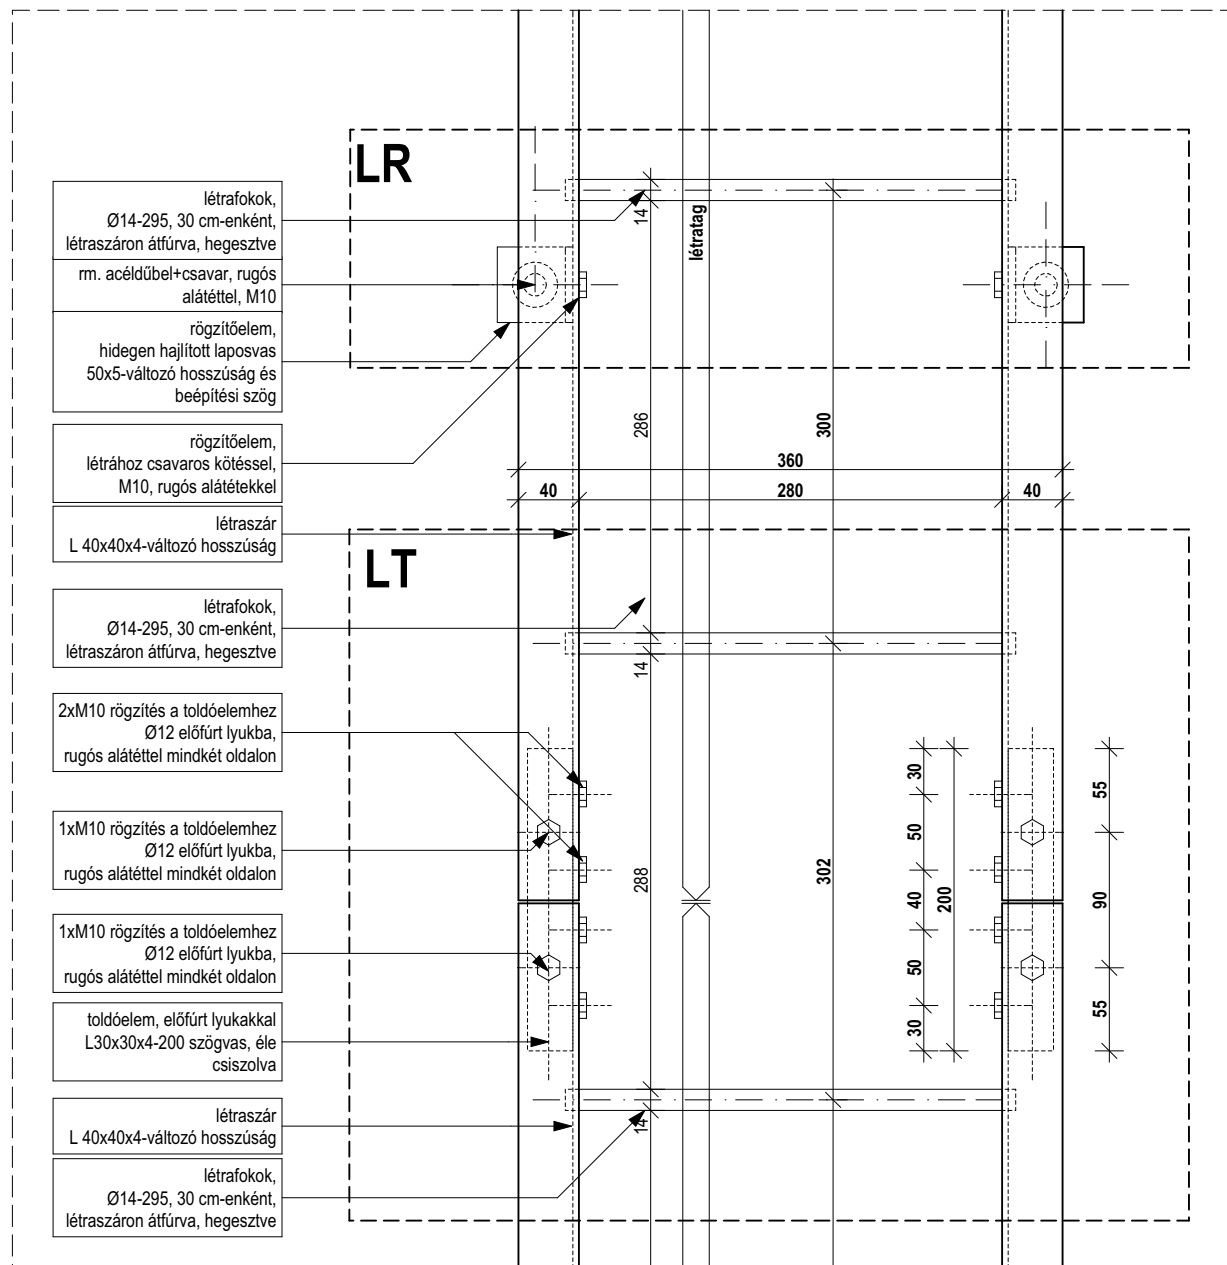 LR
létrafokok,
Ø14-295, 30 cm-enként,
létraszáron átfúrva, hegesztve
rm. acéldűbel+csavar, rugós
alátéttel, M10
rögzítőelem,
hidegen hajlított laposvas
50x5-változó hosszúság és
beépítési szög
rögzítőelem,
létrához csavaros kötéssel,
M10, rugós alátétekkel
létraszár
L 40x40x4-változó hosszúság
LT
létrafokok,
Ø14-295, 30 cm-enként,
létraszáron átfúrva, hegesztve
2xM10 rögzítés a toldóelemhez
Ø12 előfúrt lyukba,
rugós alátéttel mindkét oldalon
1xM10 rögzítés a toldóelemhez
Ø12 előfúrt lyukba,
rugós alátéttel mindkét oldalon
1xM10 rögzítés a toldóelemhez
Ø12 előfúrt lyukba,
rugós alátéttel mindkét oldalon
toldóelem, előfúrt lyukakkal
L30x30x4-200 szögvas, éle
csiszolva
létraszár
L 40x40x4-változó hosszúság
létrafokok,
Ø14-295, 30 cm-enként,
létraszáron átfúrva, hegesztve
14
létratag
286
300
360
40
280
40
14
288
302
14
30
50
40
50
30
200
55
90
55